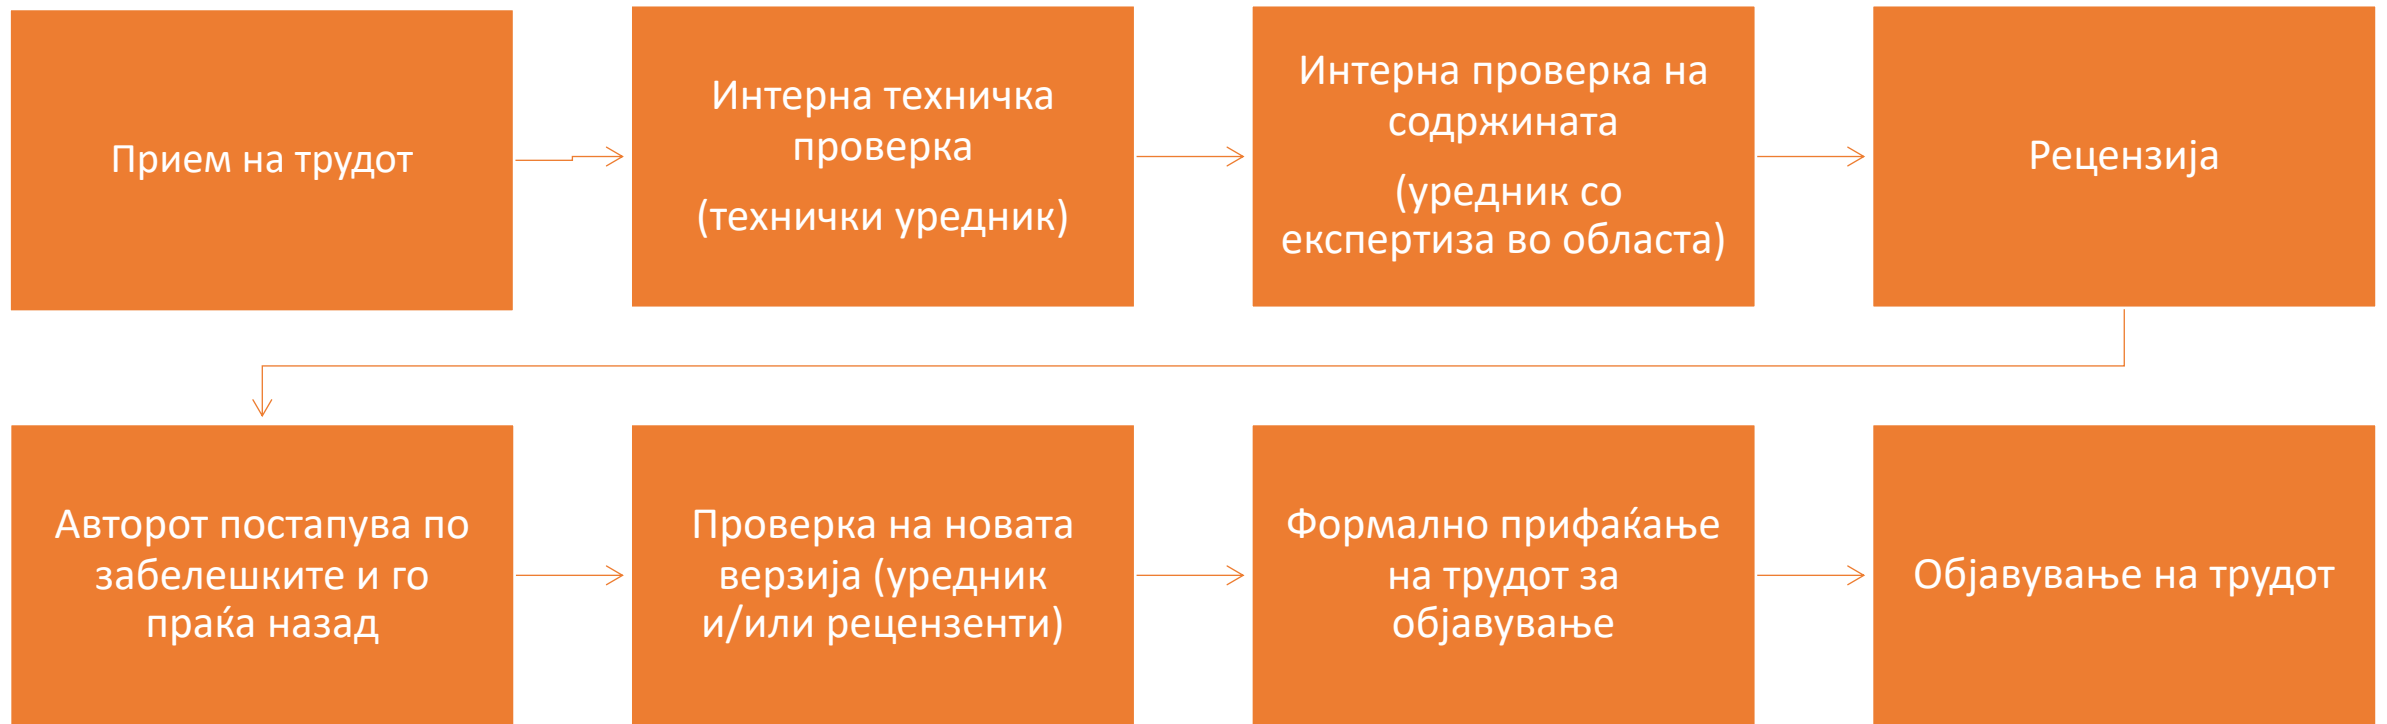 Прием на трудот
Интерна техничка
проверка
(технички уредник)
Интерна проверка на
содржината
(уредник со
експертиза во областа)
Рецензија
Авторот постапува по
забелешките и го
праќа назад
Проверка на новата
верзија (уредник
и/или рецензенти)
Формално прифаќање
на трудот за
објавување
Објавување на трудот